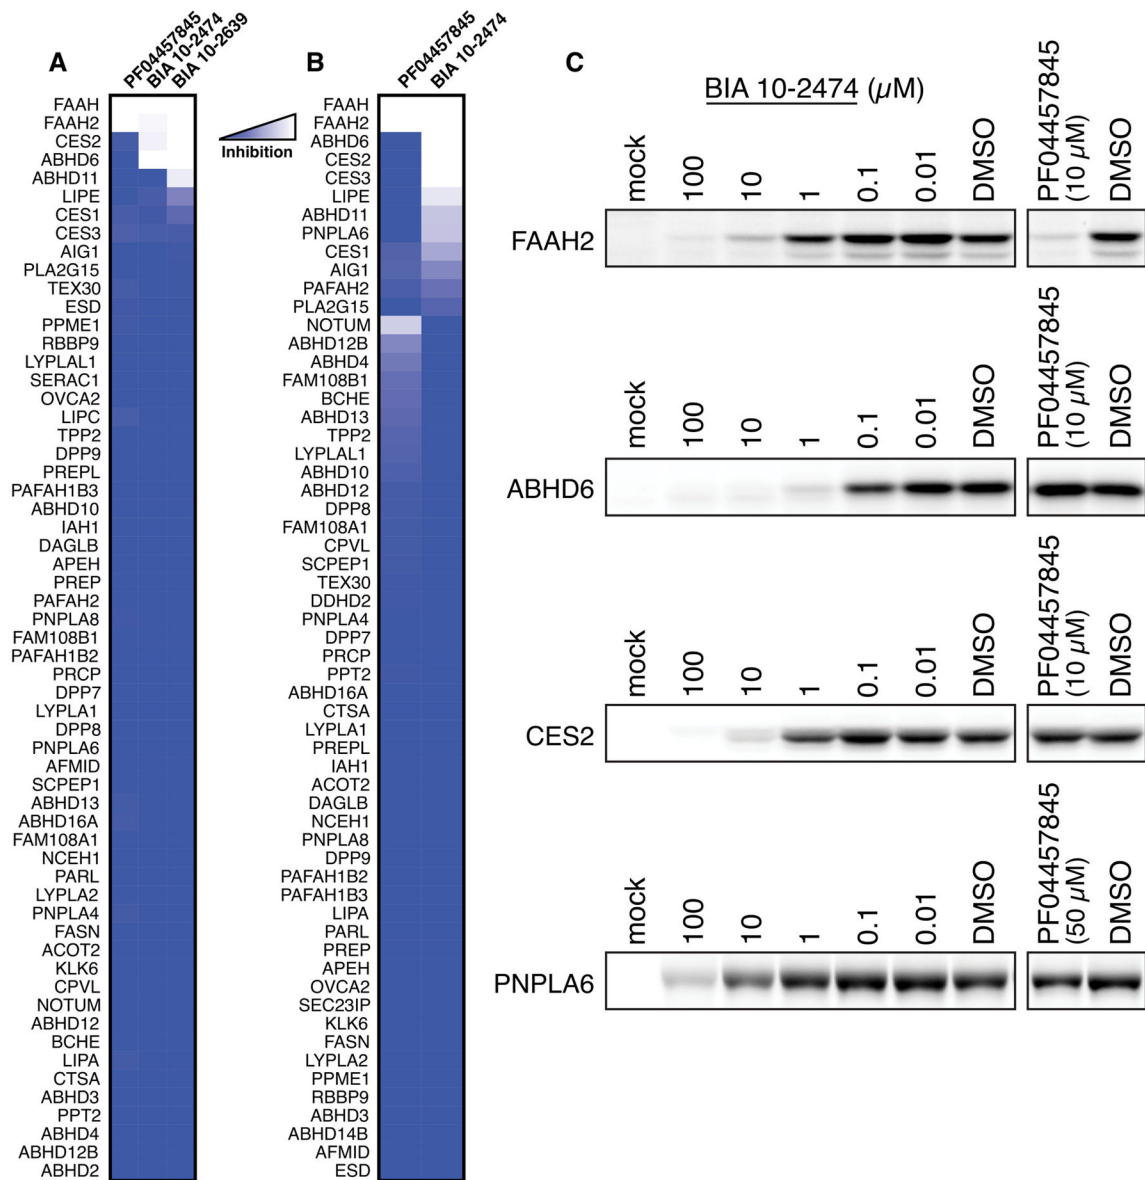 A
PF04457845
BIA 10-2474
BIA 10-2639
FAAH
FAAH2
CES2
ABHD6
ABHD11
LIPE
CES1
CES3
AIG1
PLA2G15
TEX30
ESD
PPME1
RBBP9
LYPLAL1
SERAC1
OVCA2
LIPC
TPP2
DPP9
PREPL
PAFAH1B3
ABHD10
IAH1
DAGLB
APEH
PREP
PAFAH2
PNPLA8
FAM108B1
PAFAH1B2
PRCP
DPP7
LYPLA1
DPP8
PNPLA6
AFMID
SCPEP1
ABHD13
ABHD16A
FAM108A1
NCEH1
PARL
LYPLA2
PNPLA4
FASN
ACOT2
KLK6
CPVL
NOTUM
ABHD12
BCHE
LIPA
CTSA
ABHD3
PPT2
ABHD4
ABHD12B
ABHD2
Inhibition
B
PF04457845
BIA 10-2474
FAAH
FAAH2
ABHD6
CES2
CES3
LIPE
ABHD11
PNPLA6
CES1
AIG1
PAFAH2
PLA2G15
NOTUM
ABHD12B
ABHD4
FAM108B1
BCHE
ABHD13
TPP2
LYPLAL1
ABHD10
ABHD12
DPP8
FAM108A1
CPVL
SCPEP1
TEX30
DDHD2
PNPLA4
DPP7
PRCP
PPT2
ABHD16A
CTSA
LYPLA1
PREPL
IAH1
ACOT2
DAGLB
NCEH1
PNPLA8
DPP9
PAFAH1B2
PAFAH1B3
LIPA
PARL
PREP
APEH
OVCA2
SEC23IP
KLK6
FASN
LYPLA2
PPME1
RBBP9
ABHD3
ABHD14B
AFMID
ESD
C
BIA 10-2474 (μM)
mock
100
10
1
0.1
0.01
DMSO
PF04457845
(10 μM)
DMSO
FAAH2
mock
100
10
1
0.1
0.01
DMSO
PF04457845
(10 μM)
DMSO
ABHD6
mock
100
10
1
0.1
0.01
DMSO
PF04457845
(10 μM)
DMSO
CES2
mock
100
10
1
0.1
0.01
DMSO
PF04457845
(50 μM)
DMSO
PNPLA6